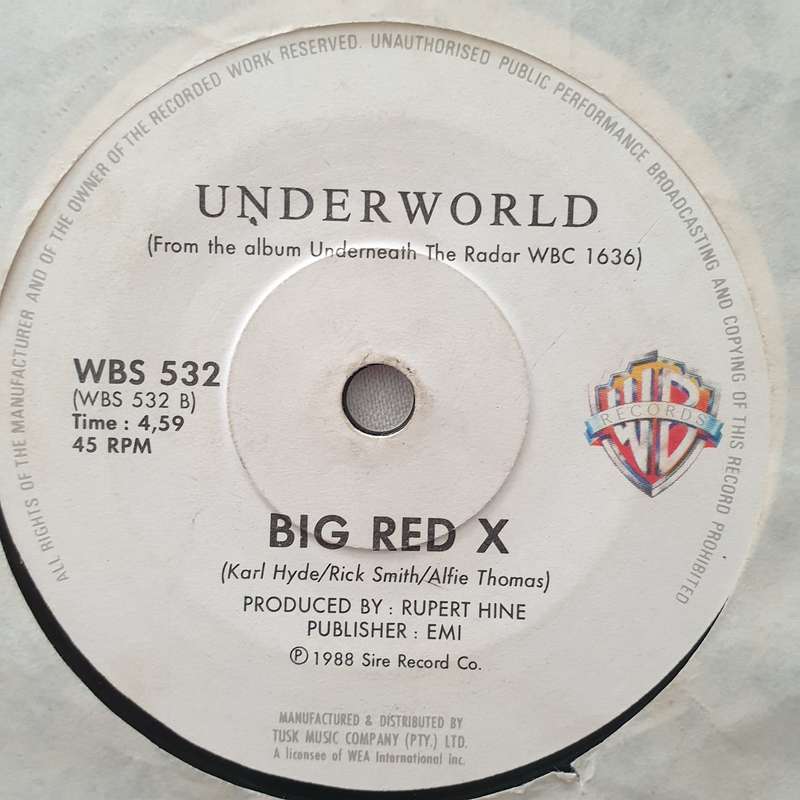 ALL RIGHTS OF THE MANUFACTURER AND OF THE OWNER OF THE RECORDED WORK RESERVED. UNAUTHORISED PUBLIC PERFORMANCE BROADCASTING AND COPYING OF THIS RECORD PROHIBITED
UNDERWORLD
(From the album Underneath The Radar WBC 1636)
WBS 532
(WBS 532 B)
Time : 4,59
45 RPM
WB
RECORDS
BIG RED X
(Karl Hyde/Rick Smith/Alfie Thomas)
PRODUCED BY : RUPERT HINE
PUBLISHER : EMI
℗ 1988 Sire Record Co.
MANUFACTURED & DISTRIBUTED BY
TUSK MUSIC COMPANY (PTY.) LTD.
A licensee of WEA International Inc.